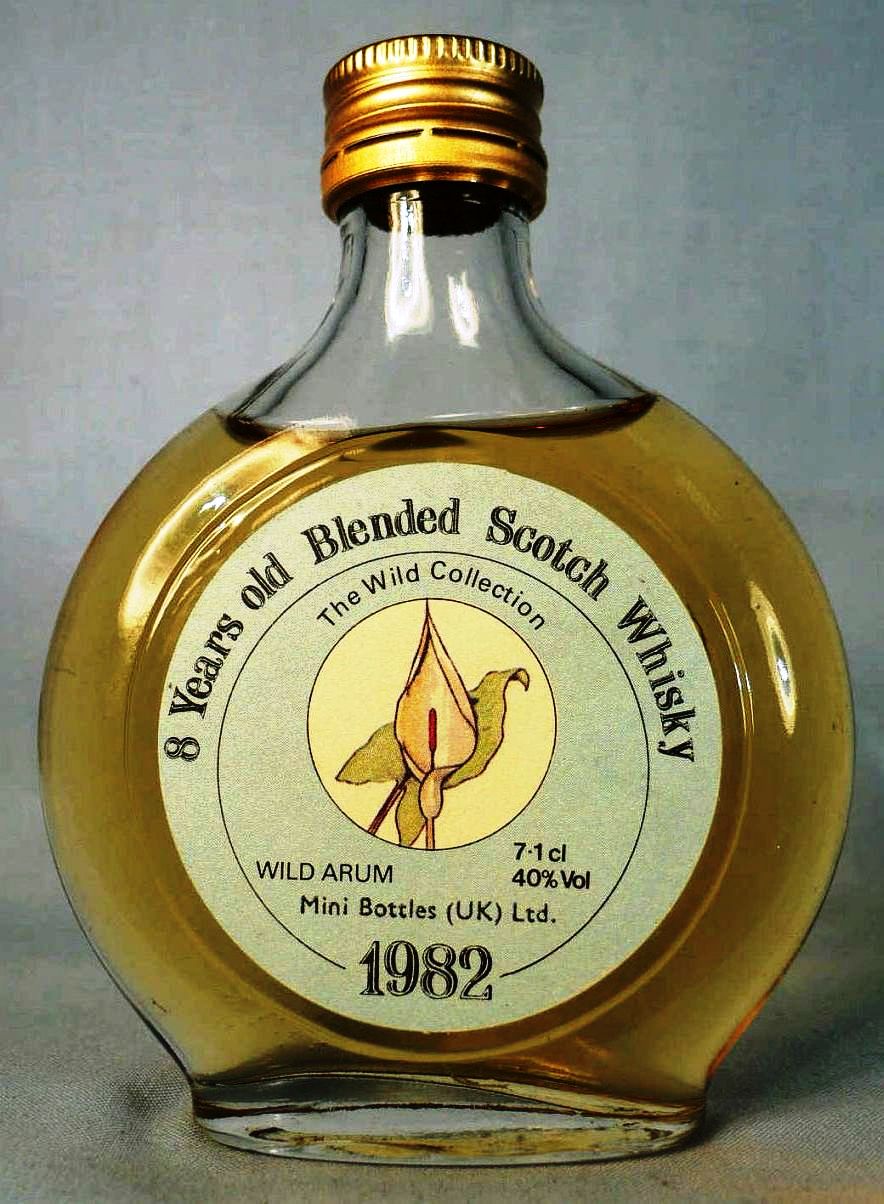 8 Years old Blended Scotch Whisky
The Wild Collection
WILD ARUM
7·1 cl
40% Vol
Mini Bottles (UK) Ltd.
1982